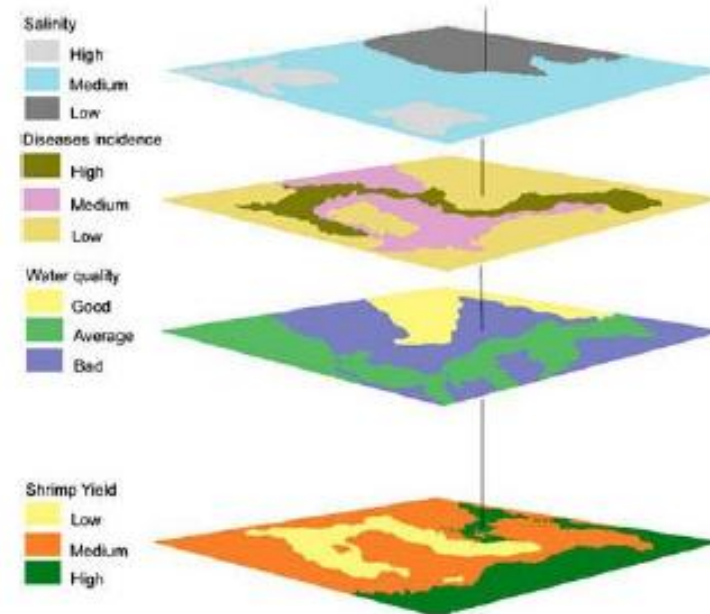 Salinity
High
Medium
Low
Diseases incidence
High
Medium
Low
Water quality
Good
Average
Bad
Shrimp Yield
Low
Medium
High